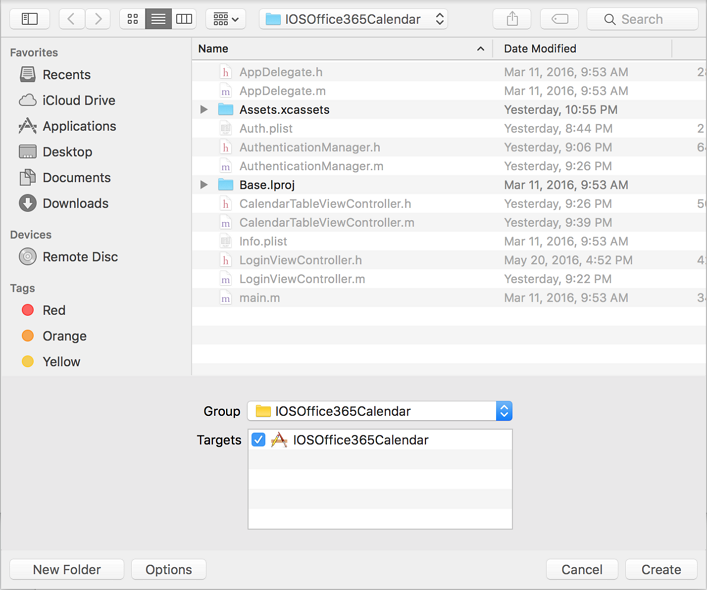 IOSOffice365Calendar
Search
Favorites
Recents
iCloud Drive
Applications
Desktop
Documents
Downloads
Devices
Remote Disc
Tags
Red
Orange
Yellow
Name Date Modified
AppDelegate.h Mar 11, 2016, 9:53 AM
AppDelegate.m Mar 11, 2016, 9:53 AM
Assets.xcassets Yesterday, 10:55 PM
Auth.plist Yesterday, 8:44 PM
AuthenticationManager.h Yesterday, 9:06 PM
AuthenticationManager.m Yesterday, 9:26 PM
Base.lproj Mar 11, 2016, 9:53 AM
CalendarTableViewController.h Yesterday, 9:26 PM
CalendarTableViewController.m Yesterday, 9:39 PM
Info.plist Mar 11, 2016, 9:53 AM
LoginViewController.h May 20, 2016, 4:52 PM
LoginViewController.m Yesterday, 9:22 PM
main.m Mar 11, 2016, 9:53 AM
Group IOSOffice365Calendar
Targets IOSOffice365Calendar
New Folder Options Cancel Create